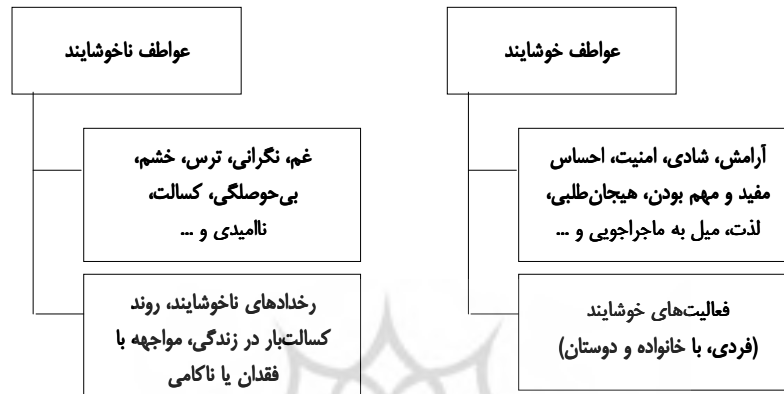 عواطف خوشایند
آرامش، شادی، امنیت، احساس
مفید و مهم بودن، هیجان‌طلبی،
لذت، میل به ماجراجویی و ...
فعالیت‌های خوشایند
(فردی، با خانواده و دوستان)
عواطف ناخوشایند
غم، نگرانی، ترس، خشم،
بی‌حوصلگی، کسالت،
ناامیدی و ...
رخدادهای ناخوشایند، روند
کسالت‌بار در زندگی، مواجهه با
فقدان یا ناکامی